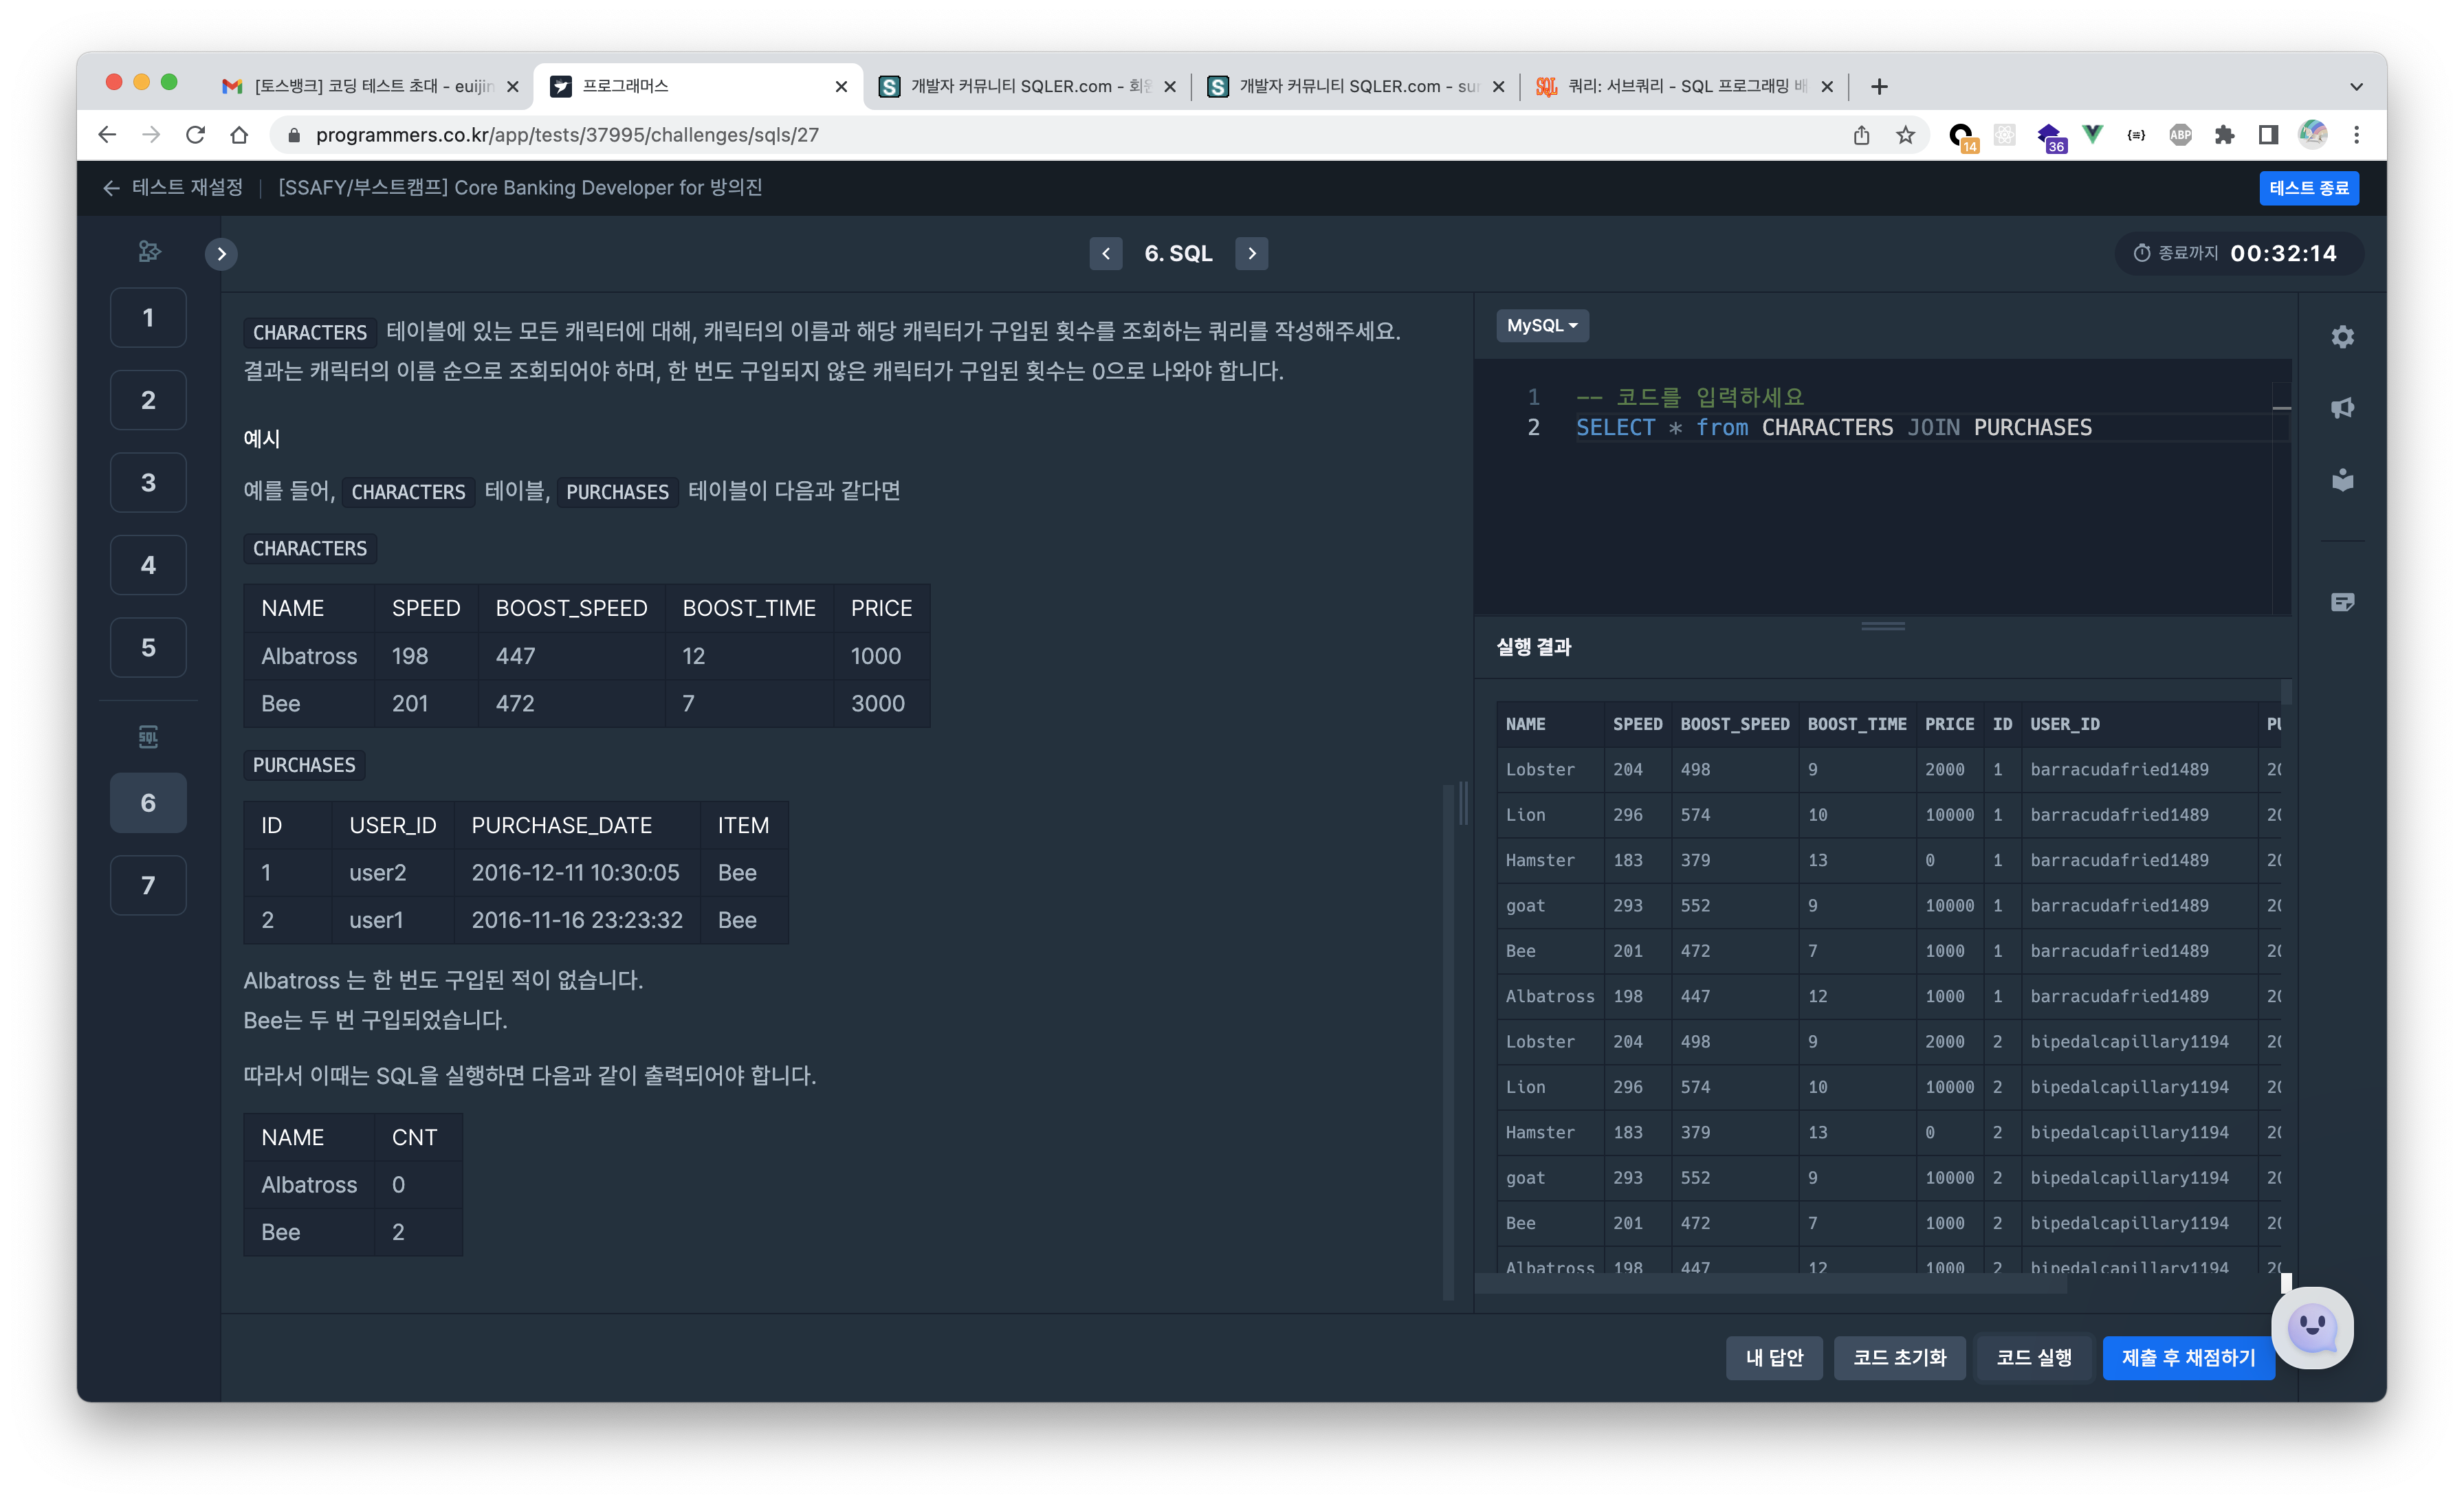 [토스뱅크] 코딩 테스트 초대 - euijin
프로그래머스
개발자 커뮤니티 SQLER.com - 회원
개발자 커뮤니티 SQLER.com - sum
쿼리: 서브쿼리 - SQL 프로그래밍 배
programmers.co.kr/app/tests/37995/challenges/sqls/27
14
36
ABP
테스트 재설정
[SSAFY/부스트캠프] Core Banking Developer for 방의진
테스트 종료
6. SQL
종료까지 00:32:14
1
2
3
4
5
SQL
6
7
CHARACTERS 테이블에 있는 모든 캐릭터에 대해, 캐릭터의 이름과 해당 캐릭터가 구입된 횟수를 조회하는 쿼리를 작성해주세요.
결과는 캐릭터의 이름 순으로 조회되어야 하며, 한 번도 구입되지 않은 캐릭터가 구입된 횟수는 0으로 나와야 합니다.
예시
예를 들어, CHARACTERS 테이블, PURCHASES 테이블이 다음과 같다면
CHARACTERS
NAME SPEED BOOST_SPEED BOOST_TIME PRICE
Albatross 198 447 12 1000
Bee 201 472 7 3000
PURCHASES
ID USER_ID PURCHASE_DATE ITEM
1 user2 2016-12-11 10:30:05 Bee
2 user1 2016-11-16 23:23:32 Bee
Albatross 는 한 번도 구입된 적이 없습니다.
Bee는 두 번 구입되었습니다.
따라서 이때는 SQL을 실행하면 다음과 같이 출력되어야 합니다.
NAME CNT
Albatross 0
Bee 2
MySQL
1 -- 코드를 입력하세요
2 SELECT * from CHARACTERS JOIN PURCHASES
실행 결과
NAME SPEED BOOST_SPEED BOOST_TIME PRICE ID USER_ID PU
Lobster 204 498 9 2000 1 barracudafried1489 20
Lion 296 574 10 10000 1 barracudafried1489 20
Hamster 183 379 13 0 1 barracudafried1489 20
goat 293 552 9 10000 1 barracudafried1489 20
Bee 201 472 7 1000 1 barracudafried1489 20
Albatross 198 447 12 1000 1 barracudafried1489 20
Lobster 204 498 9 2000 2 bipedalcapillary1194 20
Lion 296 574 10 10000 2 bipedalcapillary1194 20
Hamster 183 379 13 0 2 bipedalcapillary1194 20
goat 293 552 9 10000 2 bipedalcapillary1194 20
Bee 201 472 7 1000 2 bipedalcapillary1194 20
Albatross 198 447 12 1000 2 bipedalcapillary1194 20
내 답안
코드 초기화
코드 실행
제출 후 채점하기